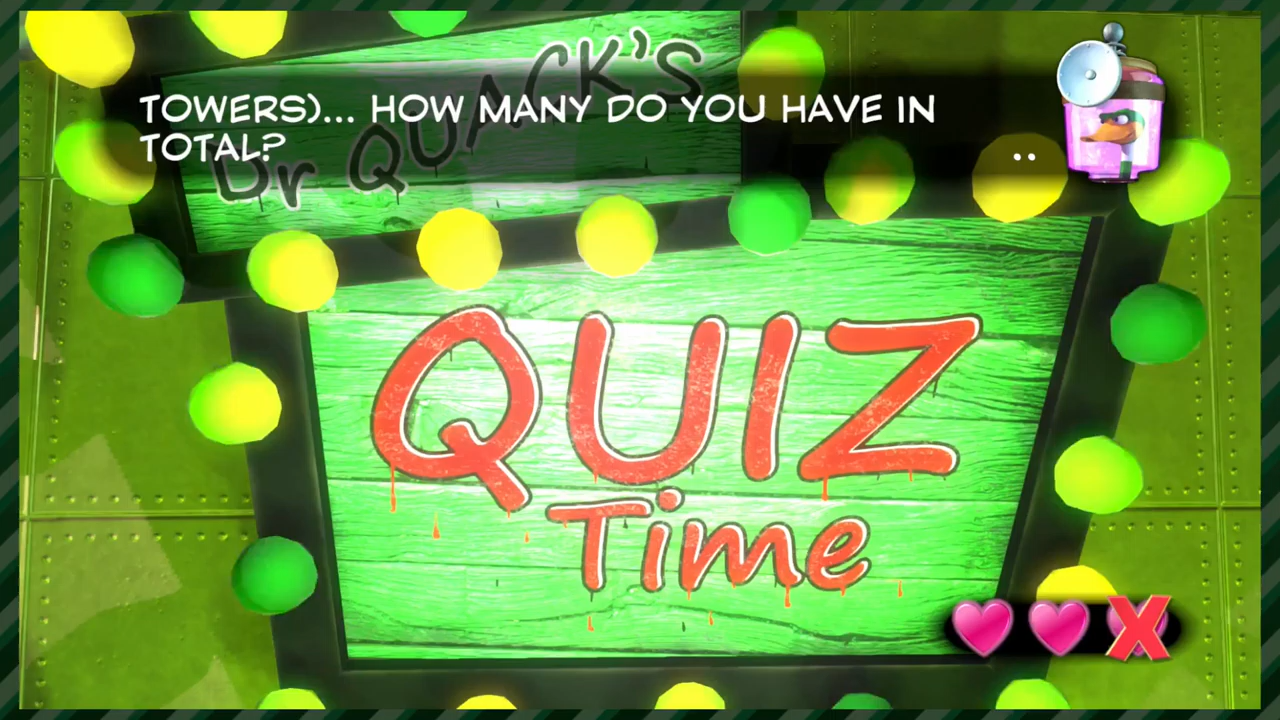 TOWERS)... HOW MANY DO YOU HAVE IN
TOTAL?
Dr QUACK'S
QUIZ
Time